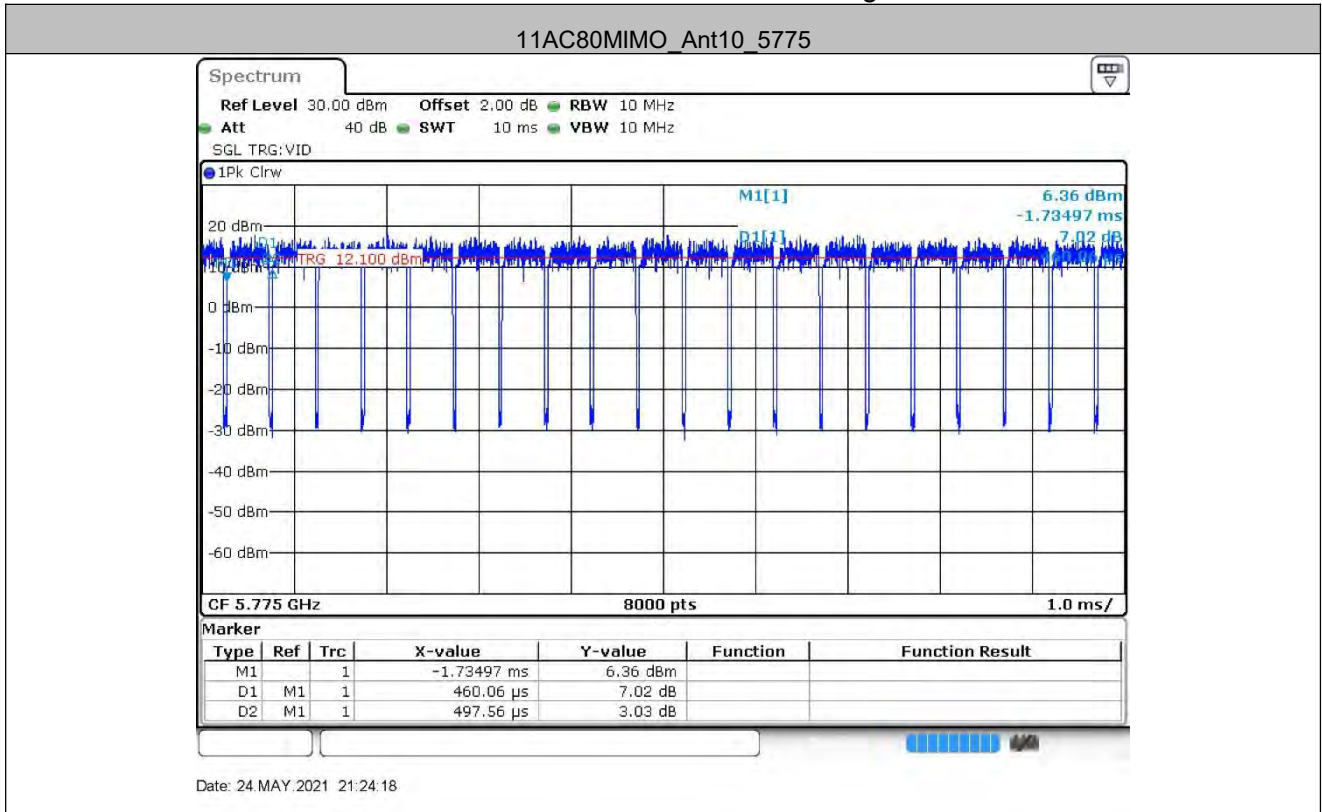 11AC80MIMO_Ant10_5775
Spectrum
Ref Level 30.00 dBm Offset 2.00 dB RBW 10 MHz
Att 40 dB SWT 10 ms VBW 10 MHz
SGL TRG:VID
1Pk Clrw
M1[1] 6.36 dBm
-1.73497 ms
20 dBm
D1[1] 7.02 dB
D1
TRG 12.100 dBm
10 dBm
0 dBm
-10 dBm
-20 dBm
-30 dBm
-40 dBm
-50 dBm
-60 dBm
CF 5.775 GHz 8000 pts 1.0 ms/
Marker
Type Ref Trc X-value Y-value Function Function Result
M1 1 -1.73497 ms 6.36 dBm
D1 M1 1 460.06 µs 7.02 dB
D2 M1 1 497.56 µs 3.03 dB
Date: 24.MAY.2021 21:24:18